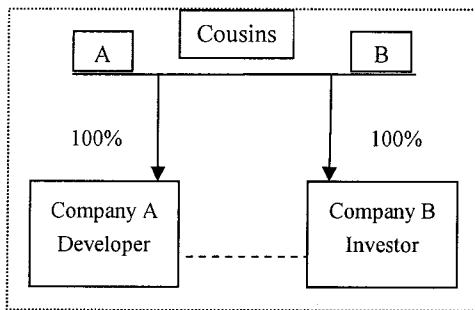 Cousins
A
B
100%
100%
Company A
Developer
Company B
Investor